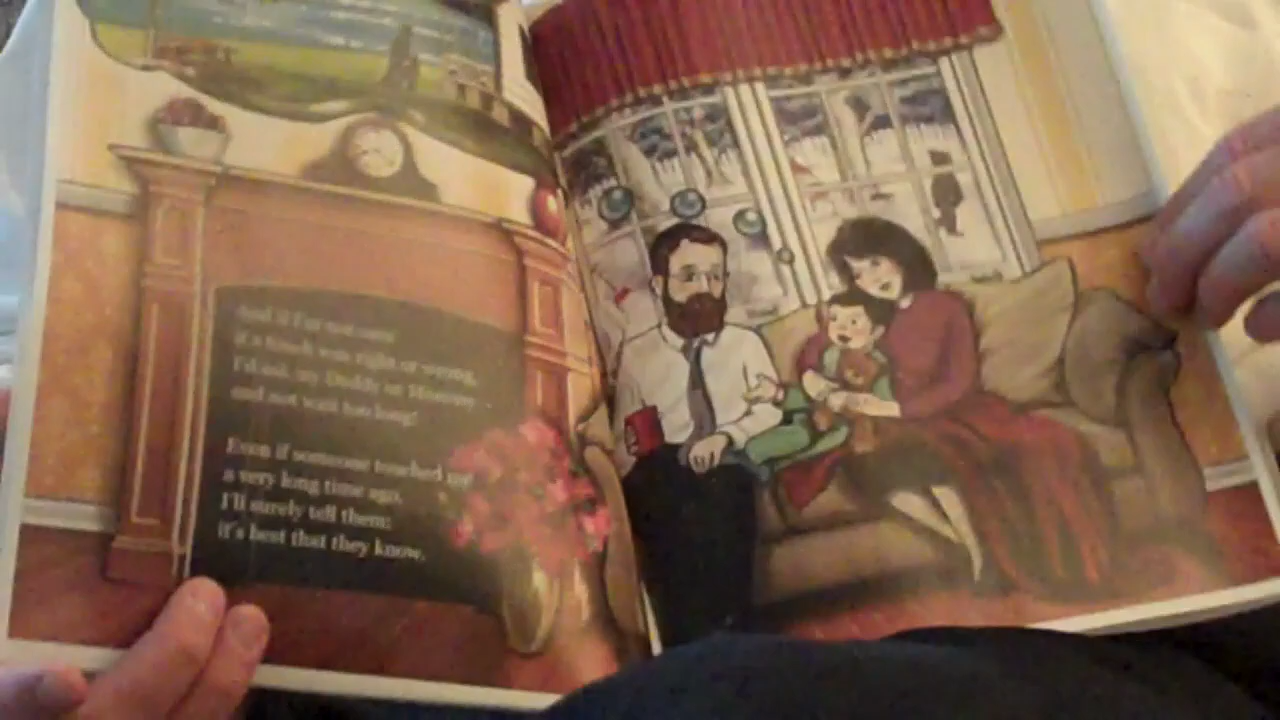 And if I'm not sure
if a touch was right or wrong,
I'd ask my Daddy or Mommy
and not wait too long!
Even if someone touched me
a very long time ago,
I'll surely tell them;
it's best that they know.